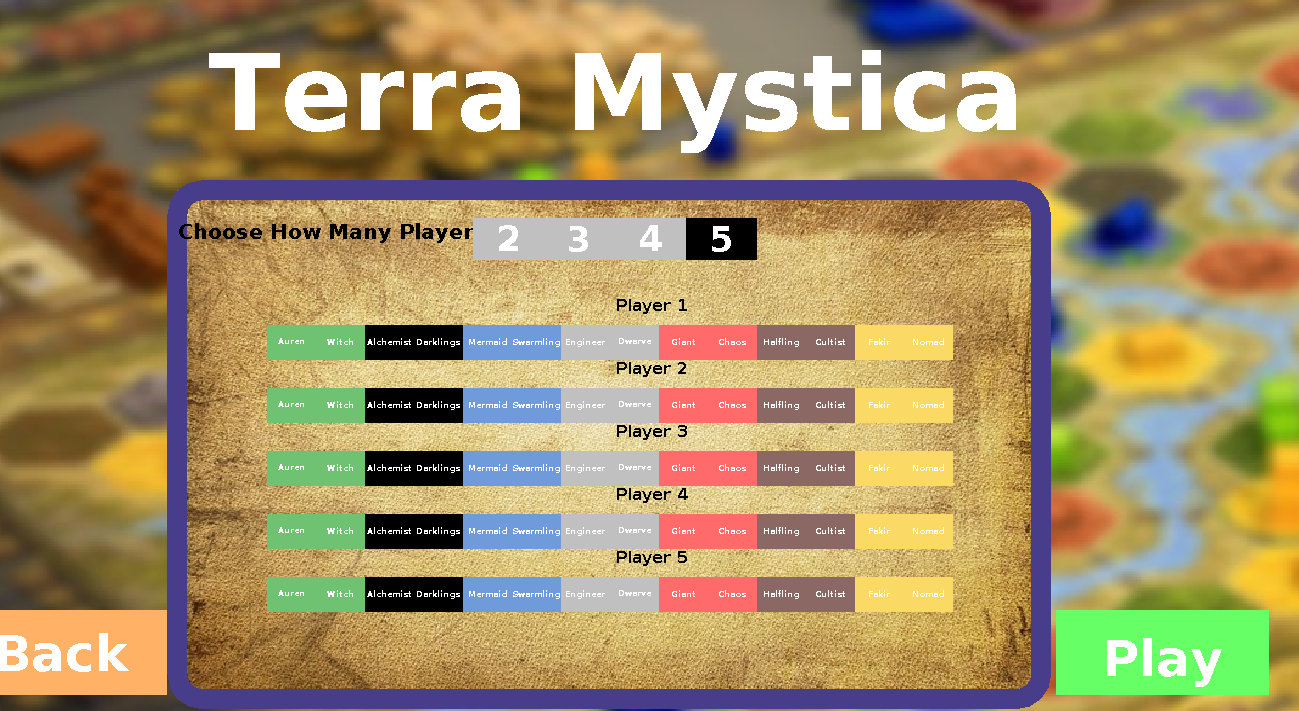 Terra Mystica
Choose How Many Player 2 3 4 5
Player 1
Auren Witch Alchemist Darklings Mermaid Swarmling Engineer Dwarve Giant Chaos Halfling Cultist Fakir Nomad
Player 2
Auren Witch Alchemist Darklings Mermaid Swarmling Engineer Dwarve Giant Chaos Halfling Cultist Fakir Nomad
Player 3
Auren Witch Alchemist Darklings Mermaid Swarmling Engineer Dwarve Giant Chaos Halfling Cultist Fakir Nomad
Player 4
Auren Witch Alchemist Darklings Mermaid Swarmling Engineer Dwarve Giant Chaos Halfling Cultist Fakir Nomad
Player 5
Auren Witch Alchemist Darklings Mermaid Swarmling Engineer Dwarve Giant Chaos Halfling Cultist Fakir Nomad
Back
Play